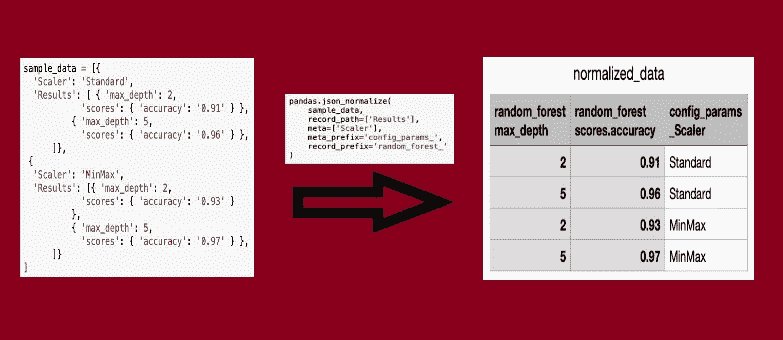 sample_data = [{
'Scaler': 'Standard',
'Results': [ { 'max_depth': 2,
'scores': { 'accuracy': '0.91' } },
{ 'max_depth': 5,
'scores': { 'accuracy': '0.96' } },
]},
{
'Scaler': 'MinMax',
'Results': [{ 'max_depth': 2,
'scores': { 'accuracy': '0.93' }
},
{ 'max_depth': 5,
'scores': { 'accuracy': '0.97' } },
]}
]
pandas.json_normalize(
sample_data,
record_path=['Results'],
meta=['Scaler'],
meta_prefix='config_params_',
record_prefix='random_forest_'
)
normalized_data
random_forest random_forest config_params
max_depth scores.accuracy _Scaler
2 0.91 Standard
5 0.96 Standard
2 0.93 MinMax
5 0.97 MinMax